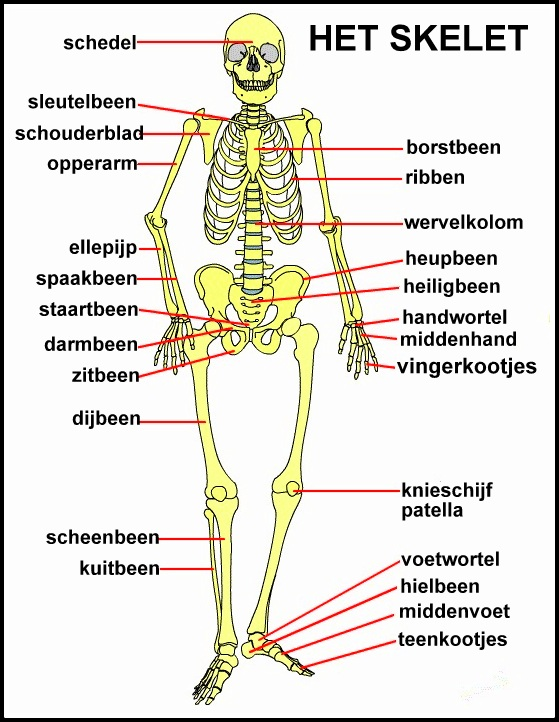 HET SKELET
schedel
sleutelbeen
schouderblad
opperarm
ellepijp
spaakbeen
staartbeen
darmbeen
zitbeen
dijbeen
scheenbeen
kuitbeen
borstbeen
ribben
wervelkolom
heupbeen
heiligbeen
handwortel
middenhand
vingerkootjes
knieschijf
patella
voetwortel
hielbeen
middenvoet
teenkootjes